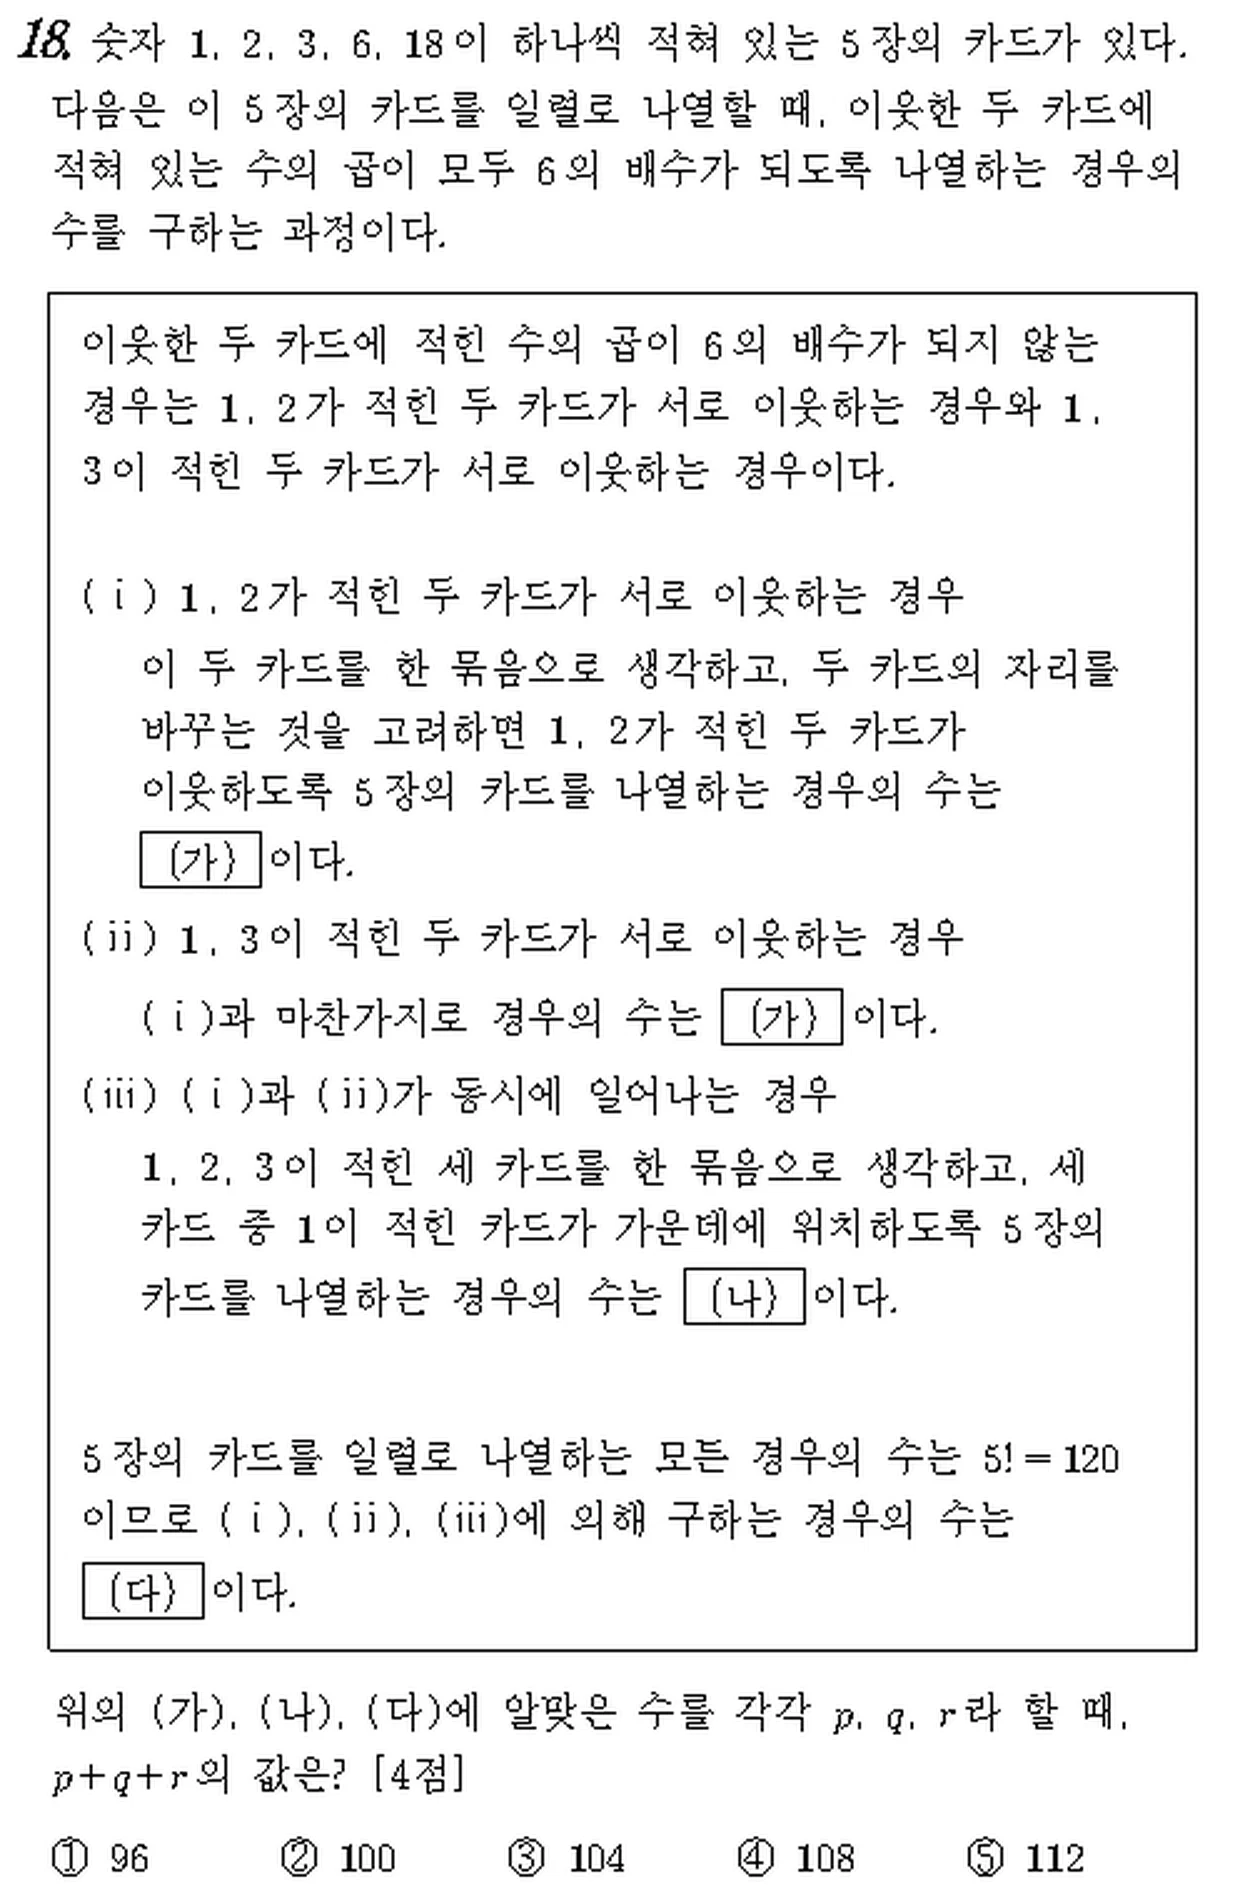 18. 숫자 1, 2, 3, 6, 18이 하나씩 적혀 있는 5장의 카드가 있다.
다음은 이 5장의 카드를 일렬로 나열할 때, 이웃한 두 카드에
적혀 있는 수의 곱이 모두 6의 배수가 되도록 나열하는 경우의
수를 구하는 과정이다.
이웃한 두 카드에 적힌 수의 곱이 6의 배수가 되지 않는
경우는 1, 2가 적힌 두 카드가 서로 이웃하는 경우와 1,
3이 적힌 두 카드가 서로 이웃하는 경우이다.
(ⅰ) 1, 2가 적힌 두 카드가 서로 이웃하는 경우
이 두 카드를 한 묶음으로 생각하고, 두 카드의 자리를
바꾸는 것을 고려하면 1, 2가 적힌 두 카드가
이웃하도록 5장의 카드를 나열하는 경우의 수는
(가) 이다.
(ⅱ) 1, 3이 적힌 두 카드가 서로 이웃하는 경우
(ⅰ)과 마찬가지로 경우의 수는 (가) 이다.
(ⅲ) (ⅰ)과 (ⅱ)가 동시에 일어나는 경우
1, 2, 3이 적힌 세 카드를 한 묶음으로 생각하고, 세
카드 중 1이 적힌 카드가 가운데에 위치하도록 5장의
카드를 나열하는 경우의 수는 (나) 이다.
5장의 카드를 일렬로 나열하는 모든 경우의 수는 5! = 120
이므로 (ⅰ), (ⅱ), (ⅲ)에 의해 구하는 경우의 수는
(다) 이다.
위의 (가), (나), (다)에 알맞은 수를 각각 p, q, r라 할 때,
p+q+r의 값은? [4점]
① 96 ② 100 ③ 104 ④ 108 ⑤ 112